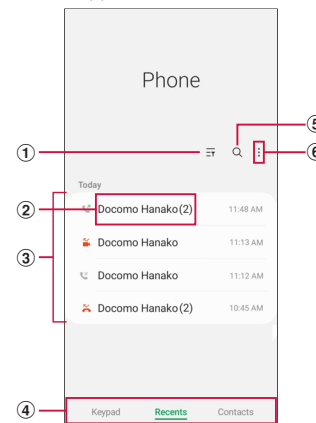 Phone
①
⑤
⑥
Today
② Docomo Hanako(2) 11:48 AM
Docomo Hanako 11:13 AM
③
Docomo Hanako 11:12 AM
Docomo Hanako(2) 10:45 AM
④ Keypad Recents Contacts